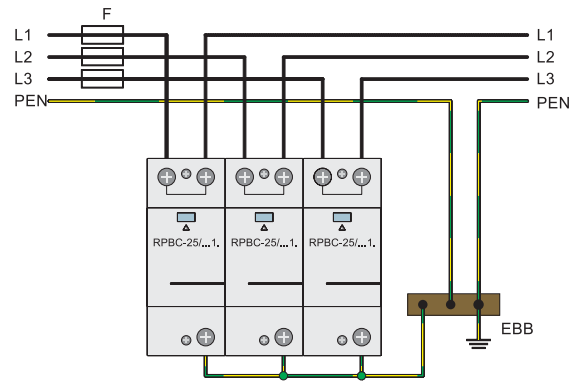 F
L1 L1
L2 L2
L3 L3
PEN PEN
RPBC-25/...1. RPBC-25/...1. RPBC-25/...1.
EBB